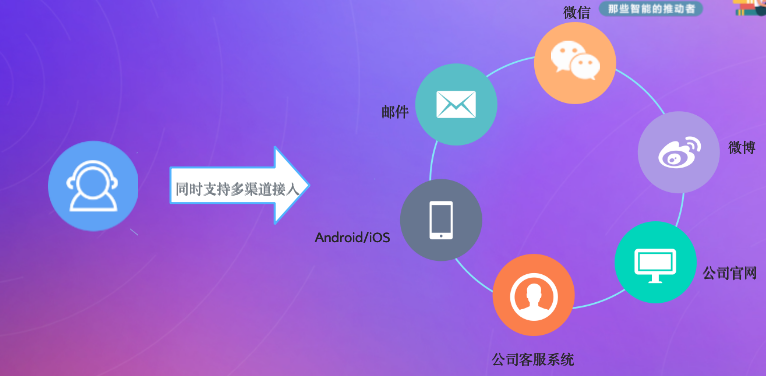 那些智能的推动者
微信
邮件
微博
同时支持多渠道接入
Android/iOS
公司官网
公司客服系统